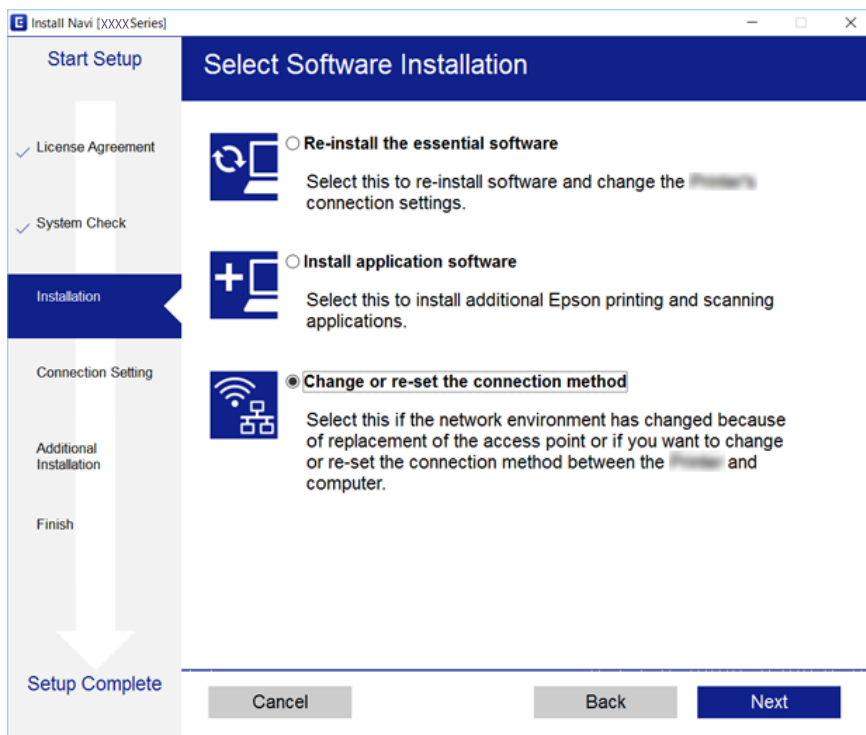 E Install Navi [XXXX Series]
Start Setup
License Agreement
System Check
Installation
Connection Setting
Additional
Installation
Finish
Setup Complete
Select Software Installation
Re-install the essential software
Select this to re-install software and change the
connection settings.
Install application software
Select this to install additional Epson printing and scanning
applications.
Change or re-set the connection method
Select this if the network environment has changed because
of replacement of the access point or if you want to change
or re-set the connection method between the and
computer.
Cancel
Back
Next